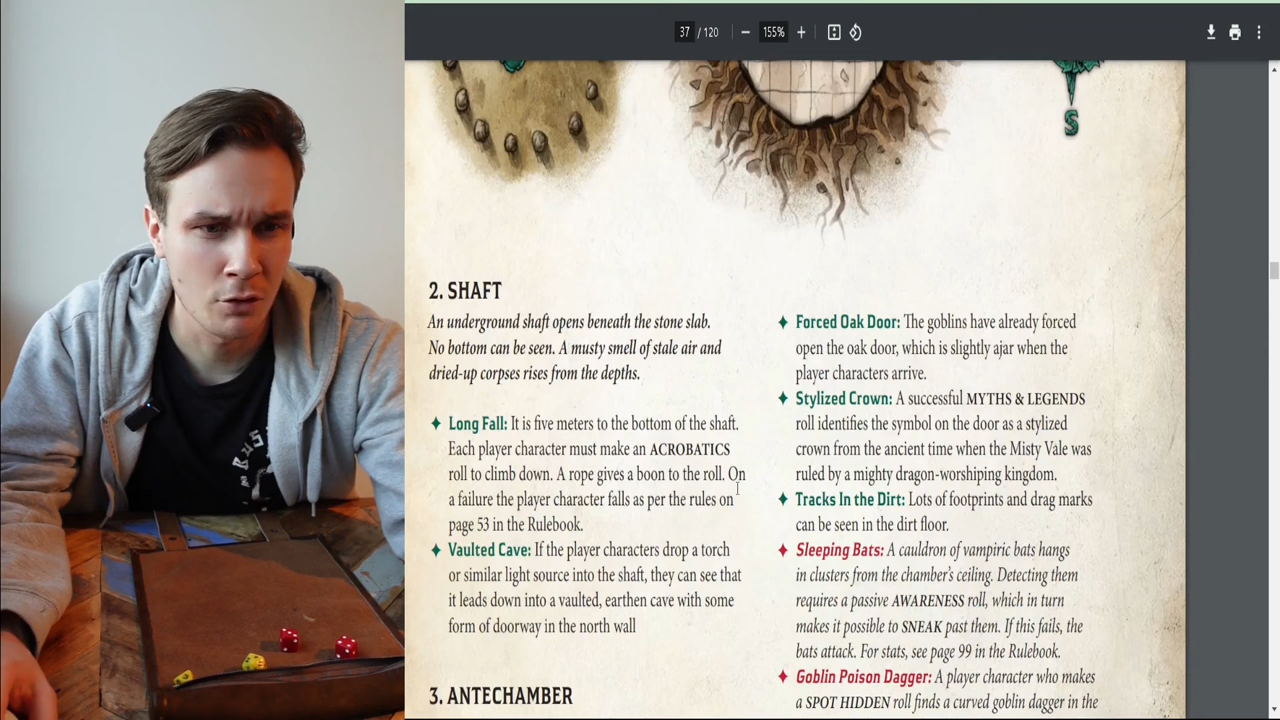 37 / 120
155%
S
2. SHAFT
An underground shaft opens beneath the stone slab.
No bottom can be seen. A musty smell of stale air and
dried-up corpses rises from the depths.
Long Fall: It is five meters to the bottom of the shaft.
Each player character must make an ACROBATICS
roll to climb down. A rope gives a boon to the roll. On
a failure the player character falls as per the rules on
page 53 in the Rulebook.
Vaulted Cave: If the player characters drop a torch
or similar light source into the shaft, they can see that
it leads down into a vaulted, earthen cave with some
form of doorway in the north wall
3. ANTECHAMBER
Forced Oak Door: The goblins have already forced
open the oak door, which is slightly ajar when the
player characters arrive.
Stylized Crown: A successful MYTHS & LEGENDS
roll identifies the symbol on the door as a stylized
crown from the ancient time when the Misty Vale was
ruled by a mighty dragon-worshiping kingdom.
Tracks In the Dirt: Lots of footprints and drag marks
can be seen in the dirt floor.
Sleeping Bats: A cauldron of vampiric bats hangs
in clusters from the chamber's ceiling. Detecting them
requires a passive AWARENESS roll, which in turn
makes it possible to SNEAK past them. If this fails, the
bats attack. For stats, see page 99 in the Rulebook.
Goblin Poison Dagger: A player character who makes
a SPOT HIDDEN roll finds a curved goblin dagger in the